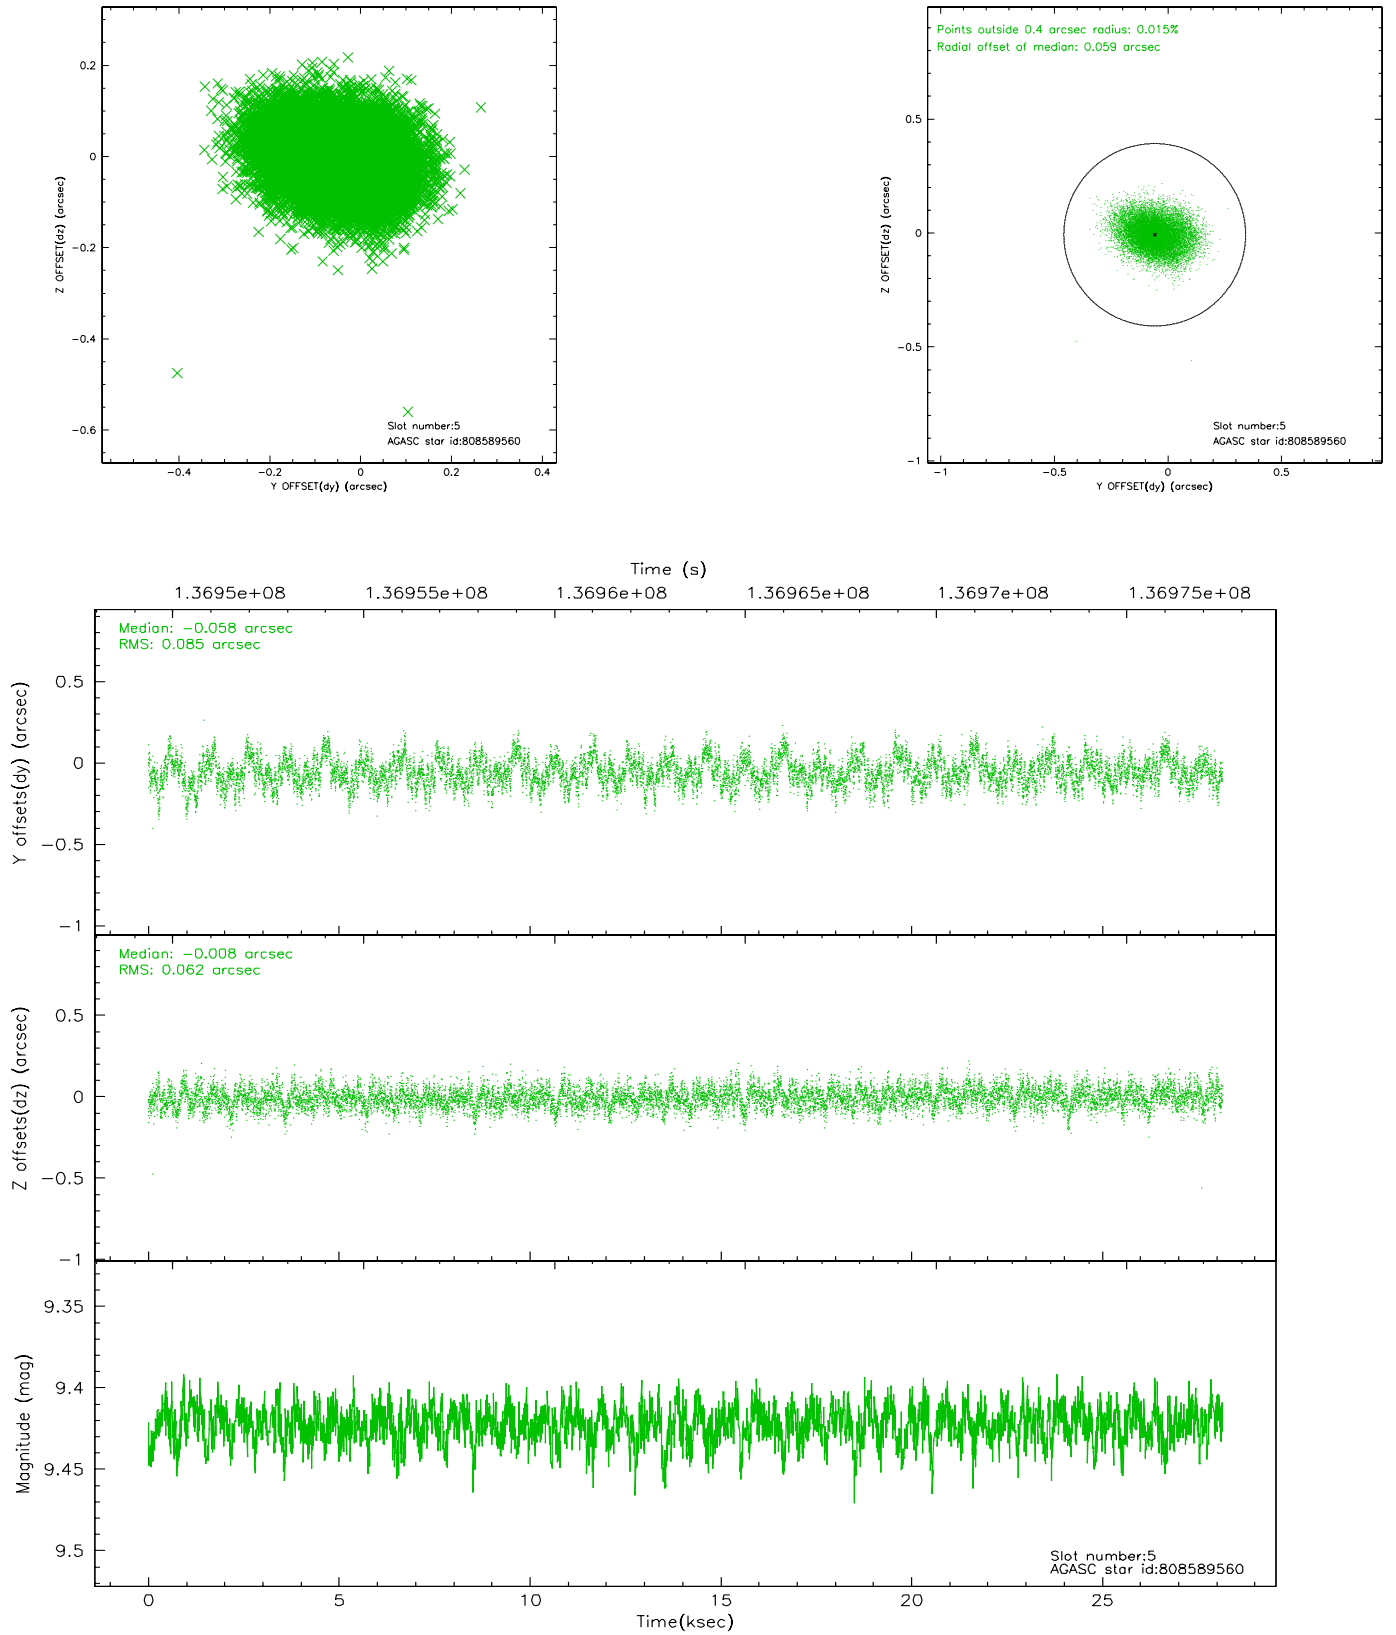 0.2
0
−0.2
−0.4
−0.6
Z OFFSET(dz) (arcsec)
Slot number:5
AGASC star id:808589560
−0.4 −0.2 0 0.2 0.4
Y OFFSET(dy) (arcsec)
Points outside 0.4 arcsec radius: 0.015%
Radial offset of median: 0.059 arcsec
0.5
0
−0.5
−1
Z OFFSET(dz) (arcsec)
Slot number:5
AGASC star id:808589560
−1 −0.5 0 0.5
Y OFFSET(dy) (arcsec)
Time (s)
1.3695e+08 1.36955e+08 1.3696e+08 1.36965e+08 1.3697e+08 1.36975e+08
Median: −0.058 arcsec
RMS: 0.085 arcsec
0.5
0
−0.5
−1
Y offsets(dy) (arcsec)
Median: −0.008 arcsec
RMS: 0.062 arcsec
0.5
0
−0.5
−1
Z offsets(dz) (arcsec)
9.35
9.4
9.45
9.5
Magnitude (mag)
Slot number:5
AGASC star id:808589560
0 5 10 15 20 25
Time(ksec)